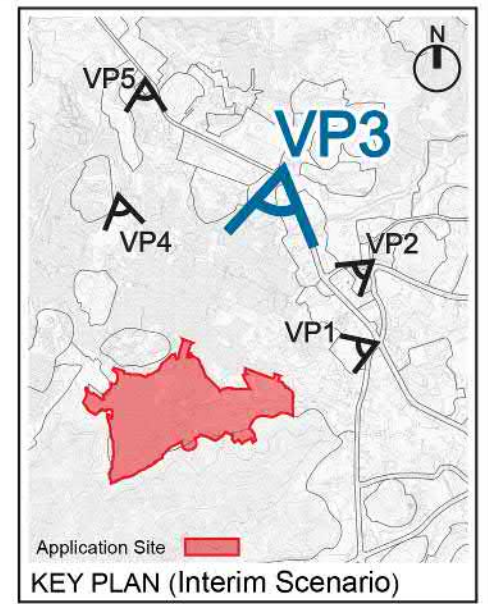 N
VP5
VP3
VP4
VP2
VP1
Application Site
KEY PLAN (Interim Scenario)